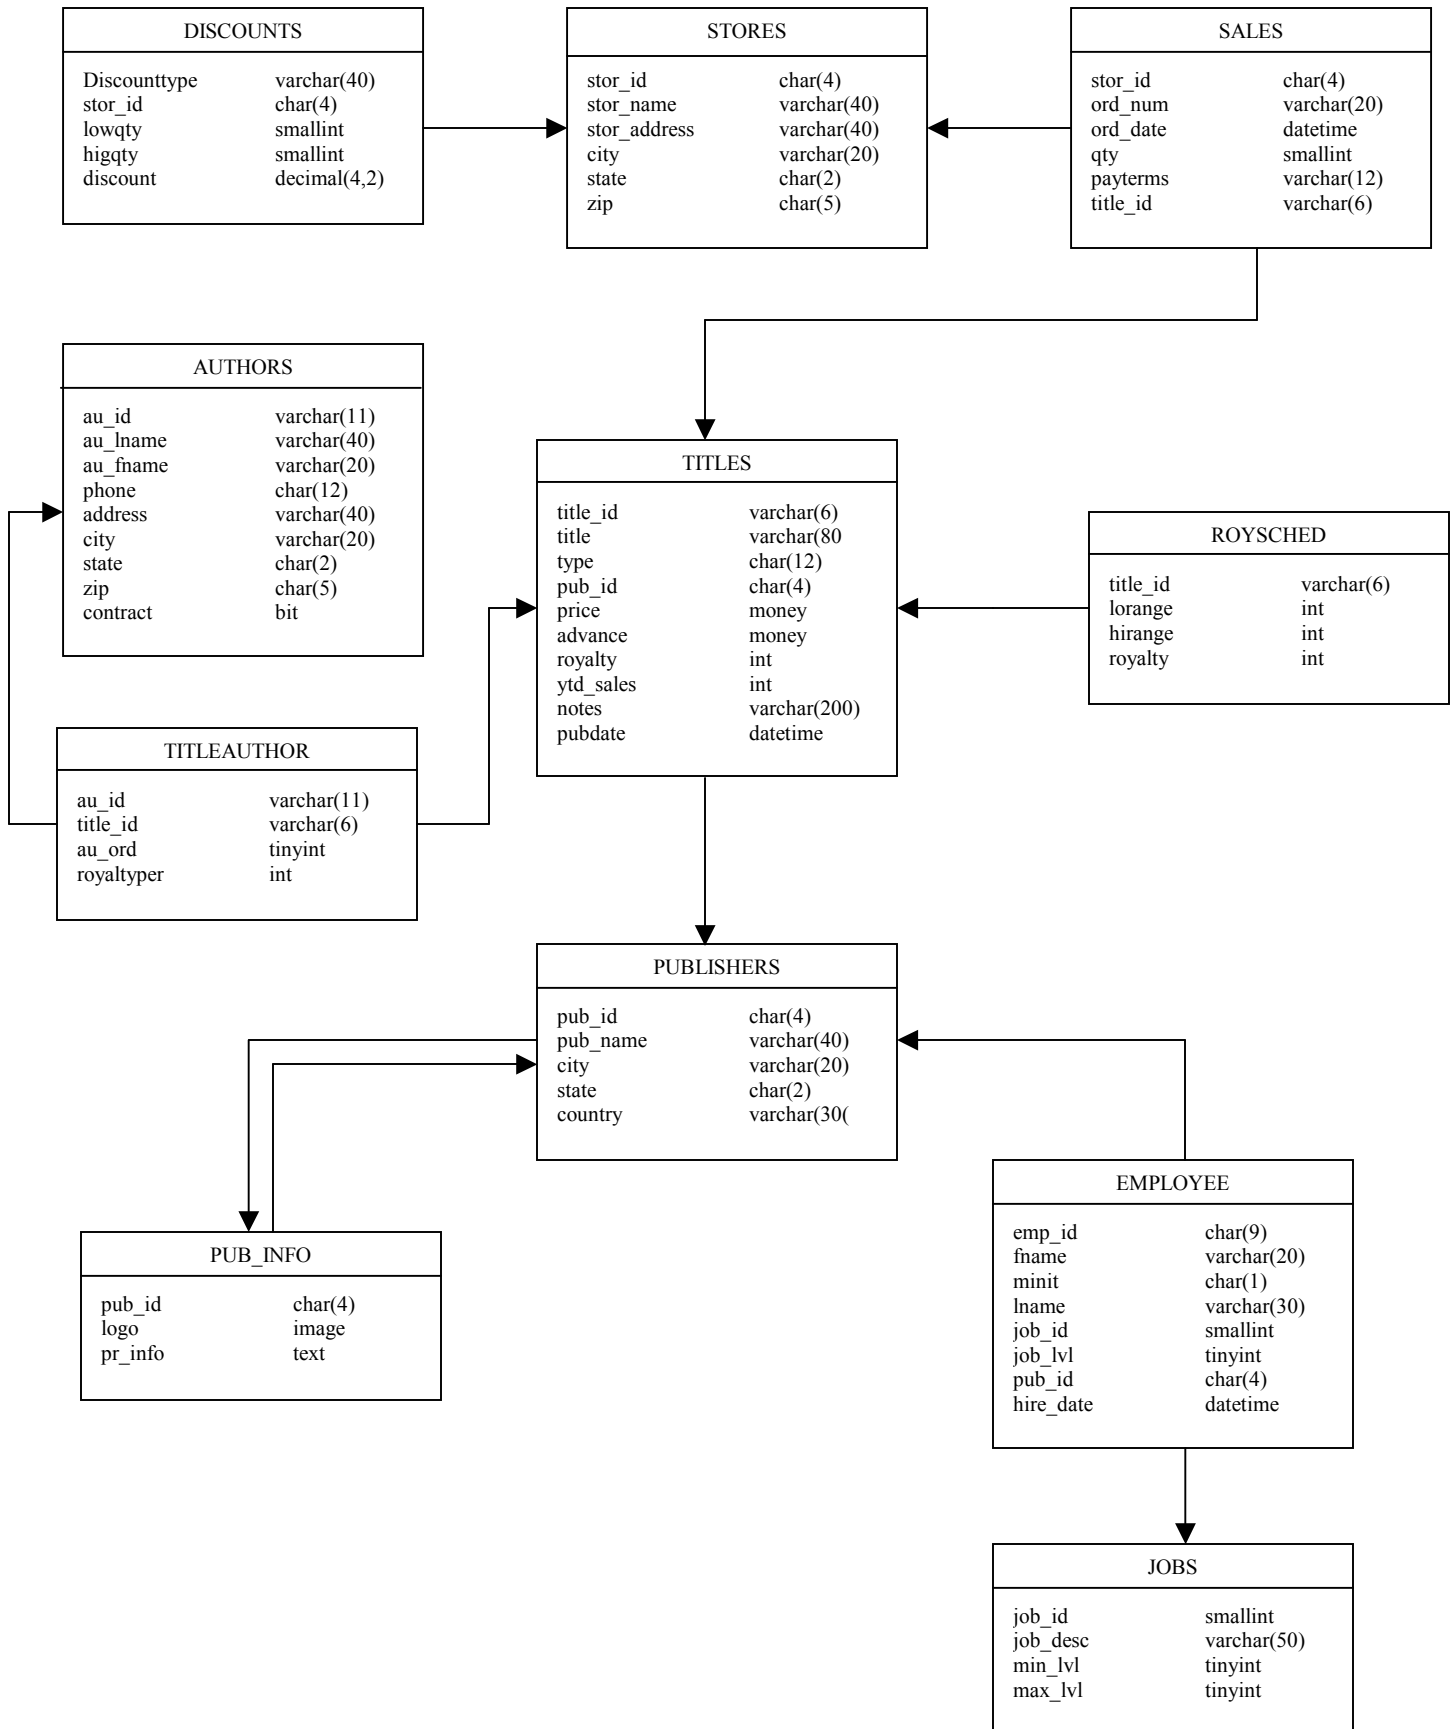 DISCOUNTS
Discounttype varchar(40)
stor_id char(4)
lowqty smallint
higqty smallint
discount decimal(4,2)
STORES
stor_id char(4)
stor_name varchar(40)
stor_address varchar(40)
city varchar(20)
state char(2)
zip char(5)
SALES
stor_id char(4)
ord_num varchar(20)
ord_date datetime
qty smallint
payterms varchar(12)
title_id varchar(6)
AUTHORS
au_id varchar(11)
au_lname varchar(40)
au_fname varchar(20)
phone char(12)
address varchar(40)
city varchar(20)
state char(2)
zip char(5)
contract bit
TITLES
title_id varchar(6)
title varchar(80
type char(12)
pub_id char(4)
price money
advance money
royalty int
ytd_sales int
notes varchar(200)
pubdate datetime
ROYSCHED
title_id varchar(6)
lorange int
hirange int
royalty int
TITLEAUTHOR
au_id varchar(11)
title_id varchar(6)
au_ord tinyint
royaltyper int
PUBLISHERS
pub_id char(4)
pub_name varchar(40)
city varchar(20)
state char(2)
country varchar(30(
PUB_INFO
pub_id char(4)
logo image
pr_info text
EMPLOYEE
emp_id char(9)
fname varchar(20)
minit char(1)
lname varchar(30)
job_id smallint
job_lvl tinyint
pub_id char(4)
hire_date datetime
JOBS
job_id smallint
job_desc varchar(50)
min_lvl tinyint
max_lvl tinyint